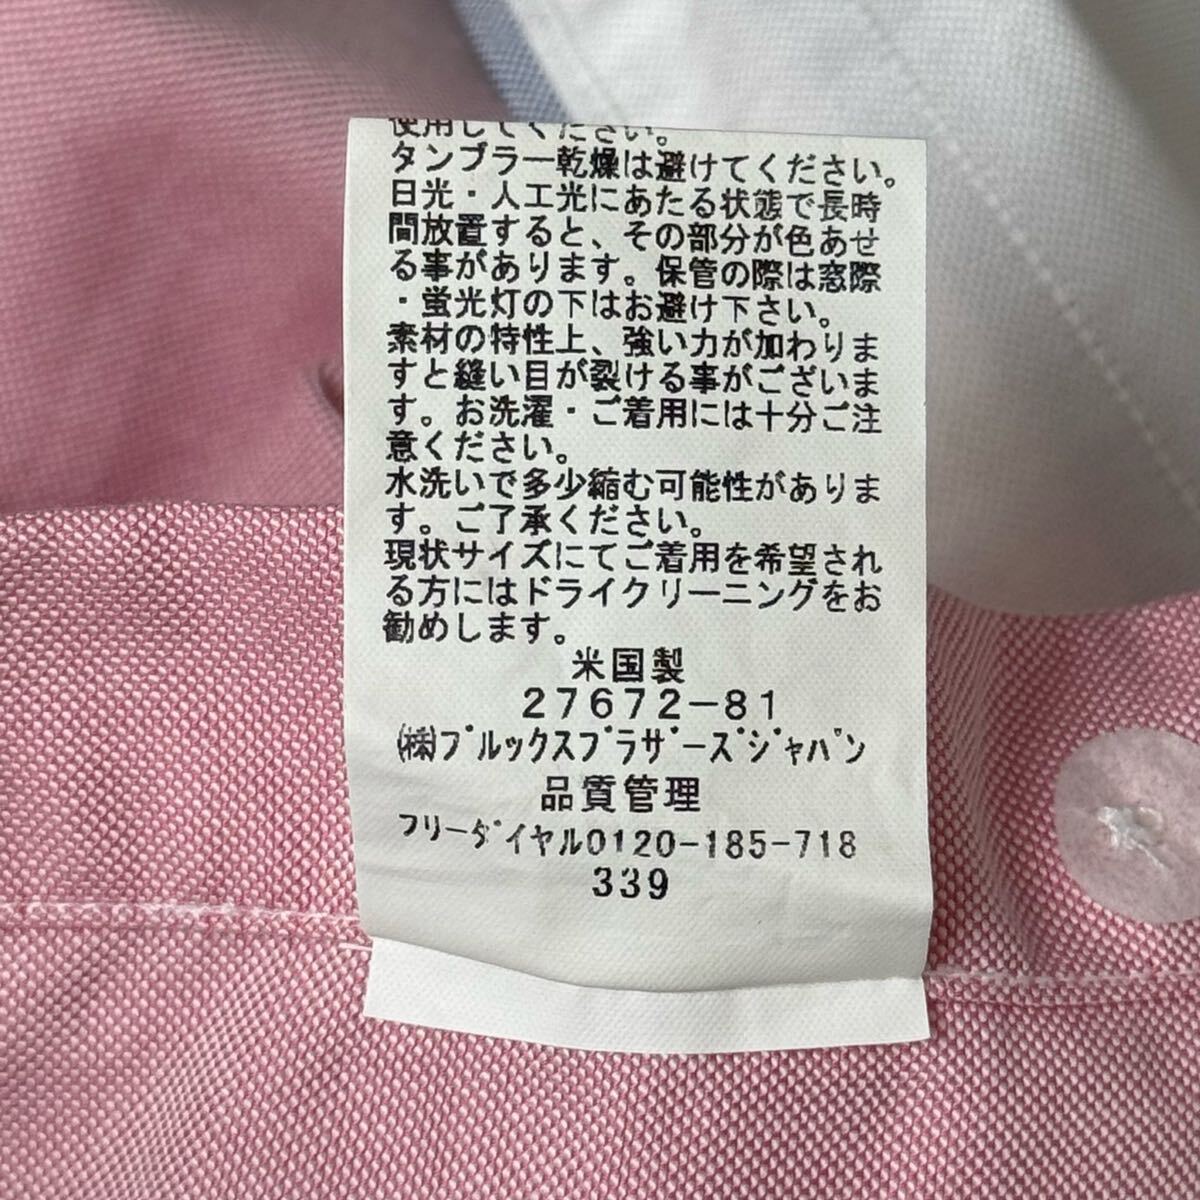 使用してください。
タンブラー乾燥は避けてください。
日光・人工光にあたる状態で長時
間放置すると、その部分が色あせ
る事があります。保管の際は窓際
・蛍光灯の下はお避け下さい。
素材の特性上、強い力が加わりま
すと縫い目が裂ける事がございま
す。お洗濯・ご着用には十分ご注
意ください。
水洗いで多少縮む可能性がありま
す。ご了承ください。
現状サイズにてご着用を希望され
る方にはドライクリーニングをお
勧めします。
米国製
27672-81
㈱ﾌﾞﾙｯｸｽﾌﾞﾗｻﾞｰｽﾞｼﾞｬﾊﾟﾝ
品質管理
ﾌﾘｰﾀﾞｲﾔﾙ0120-185-718
339